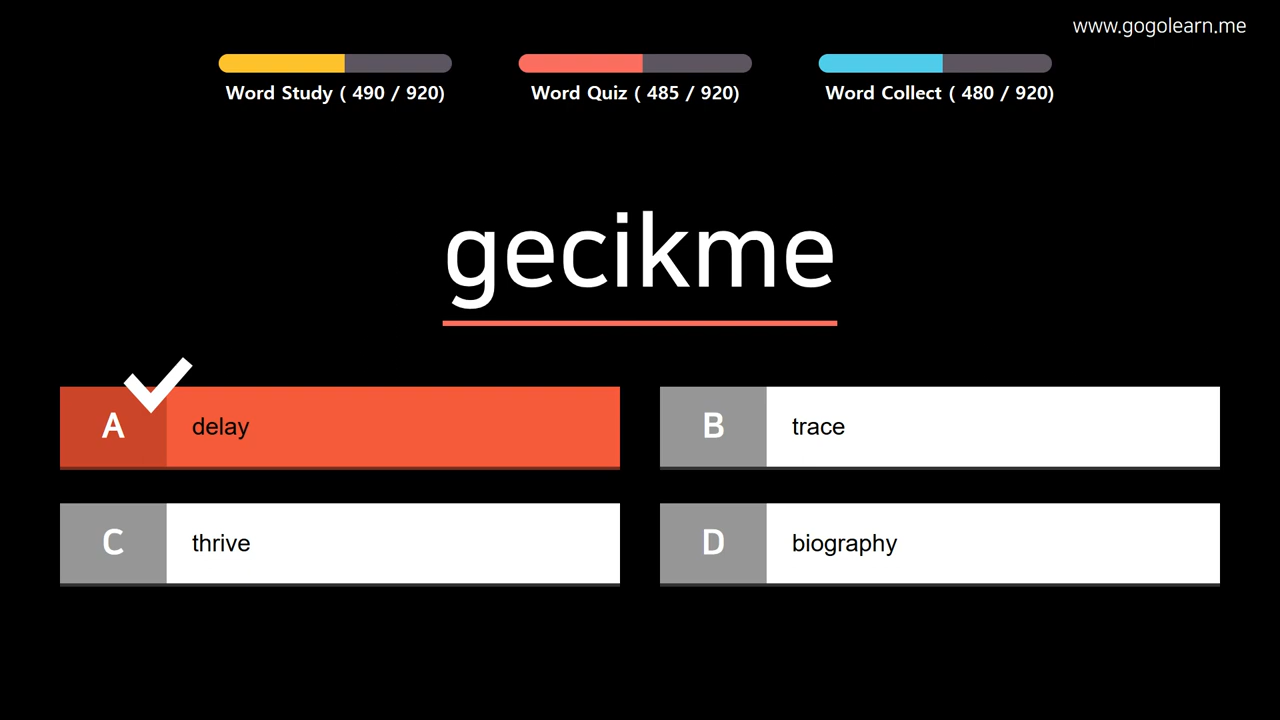 www.gogolearn.me
Word Study ( 490 / 920)
Word Quiz ( 485 / 920)
Word Collect ( 480 / 920)
gecikme
A delay
B trace
C thrive
D biography